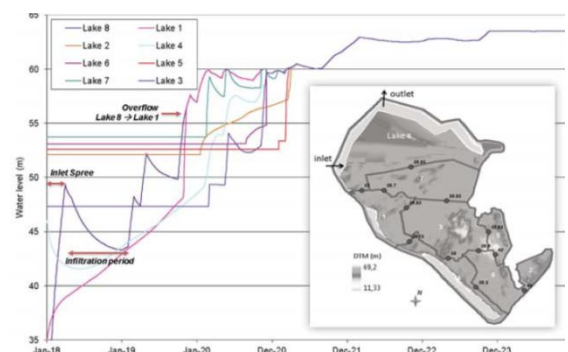 65
60
55
50
45
40
35
Water level (m)
Lake 8
Lake 1
Lake 2
Lake 4
Lake 6
Lake 5
Lake 7
Lake 3
Overflow
Lake 8 → Lake 1
Inlet Spree
Infiltration period
outlet
inlet
Lake 8
DTM (m)
69,2
11,33
N
Jan-18
Jan-19
Jan-20
Dec-20
Dec-21
Dec-22
Dec-23